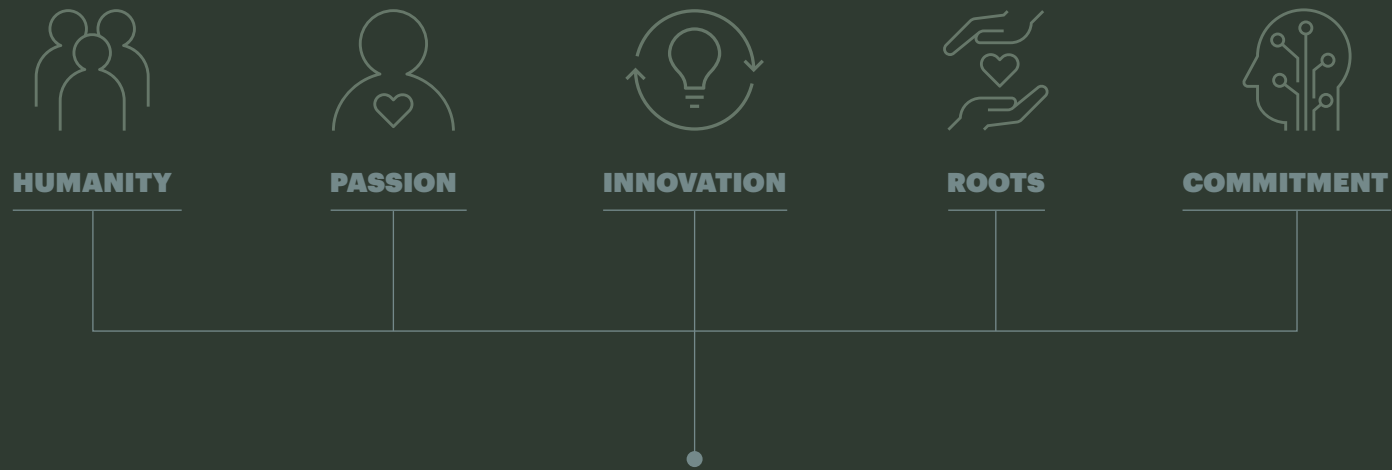 HUMANITY
PASSION
INNOVATION
ROOTS
COMMITMENT